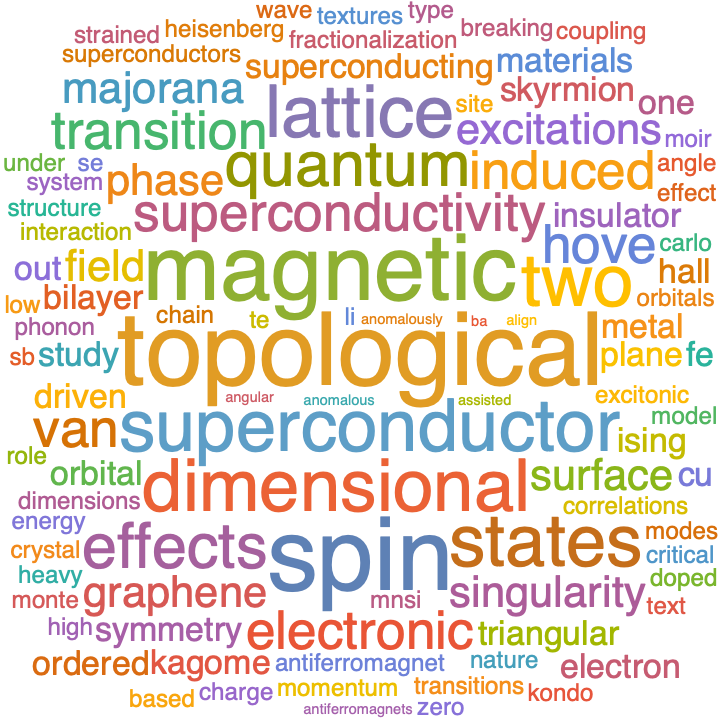 wave textures type
strained heisenberg fractionalization breaking coupling
superconductors superconducting materials
majorana lattice site skyrmion one
transition excitations moir
under se quantum induced angle
system phase effect
structure superconductivity insulator
interaction hove carlo
out field magnetic two hall
low bilayer orbitals
phonon chain te li anomalously ba align metal
sb study topological plane fe
driven angular anomalous assisted excitonic
van superconductor ising model
role
orbital dimensional surface cu
dimensions correlations
energy effects spin states modes
crystal critical
heavy doped
monte graphene mnsi singularity text
high symmetry electronic triangular
ordered kagome antiferromagnet nature electron
based charge momentum transitions kondo
antiferromagnets zero